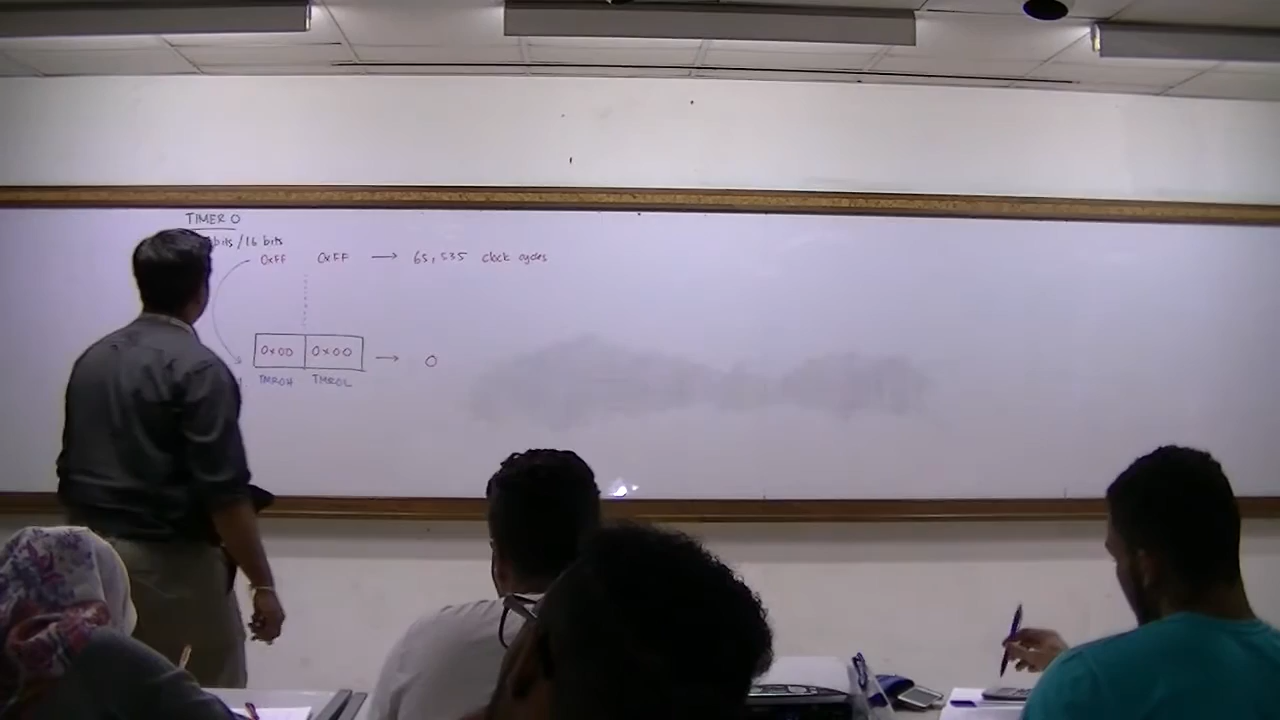 TIMER 0
bits / 16 bits
0xFF 0xFF → 65,535 clock cycles
0x00 0x00 → 0
TMR0H TMR0L